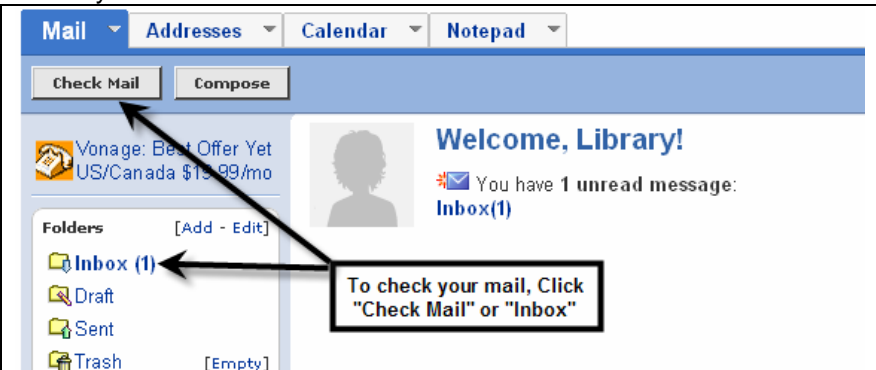 Mail Addresses Calendar Notepad
Check Mail Compose
Vonage: Best Offer Yet
US/Canada $19.99/mo
Welcome, Library!
You have 1 unread message:
Inbox(1)
Folders [Add - Edit]
Inbox (1)
Draft
Sent
Trash [Empty]
To check your mail, Click
"Check Mail" or "Inbox"